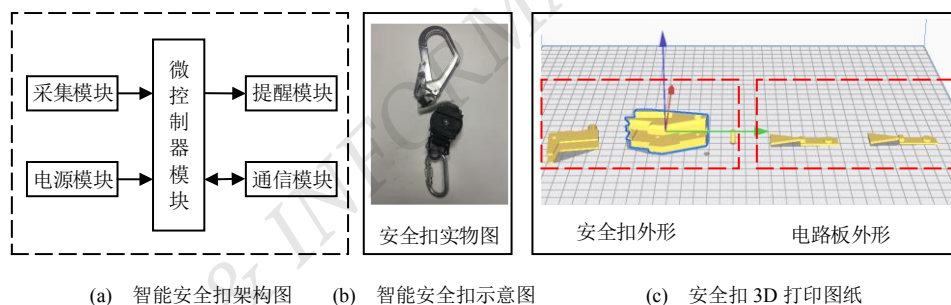 采集模块
电源模块
微控制器模块
提醒模块
通信模块
安全扣实物图
安全扣外形
电路板外形
& INFORMA
(a) 智能安全扣架构图
(b) 智能安全扣示意图
(c) 安全扣 3D 打印图纸